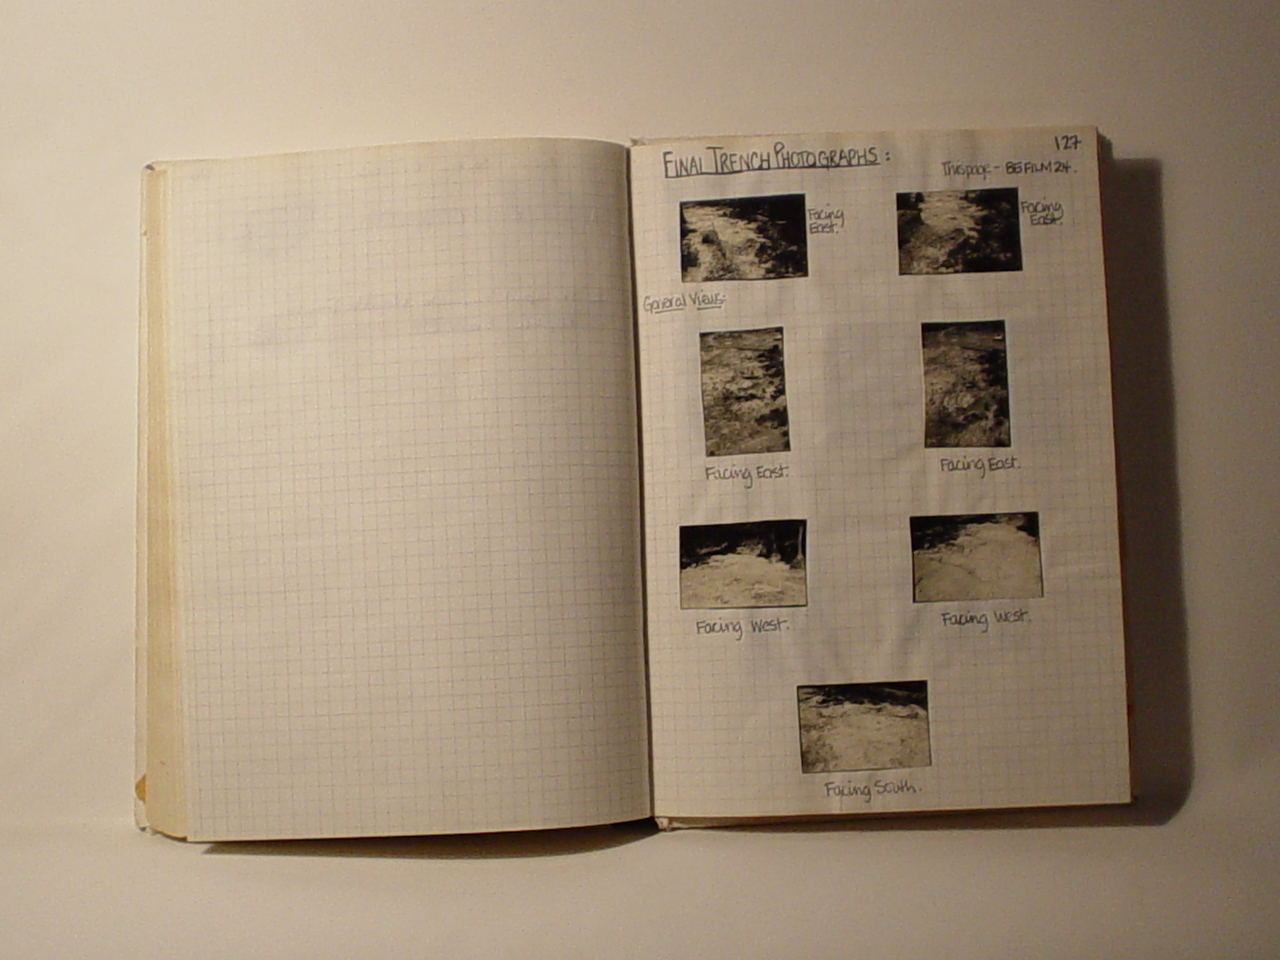 127
FINAL TRENCH PHOTOGRAPHS:
This page - BG FILM 24.
Facing
East.
Facing
East.
General Views:
Facing East.
Facing East.
Facing West.
Facing West.
Facing South.